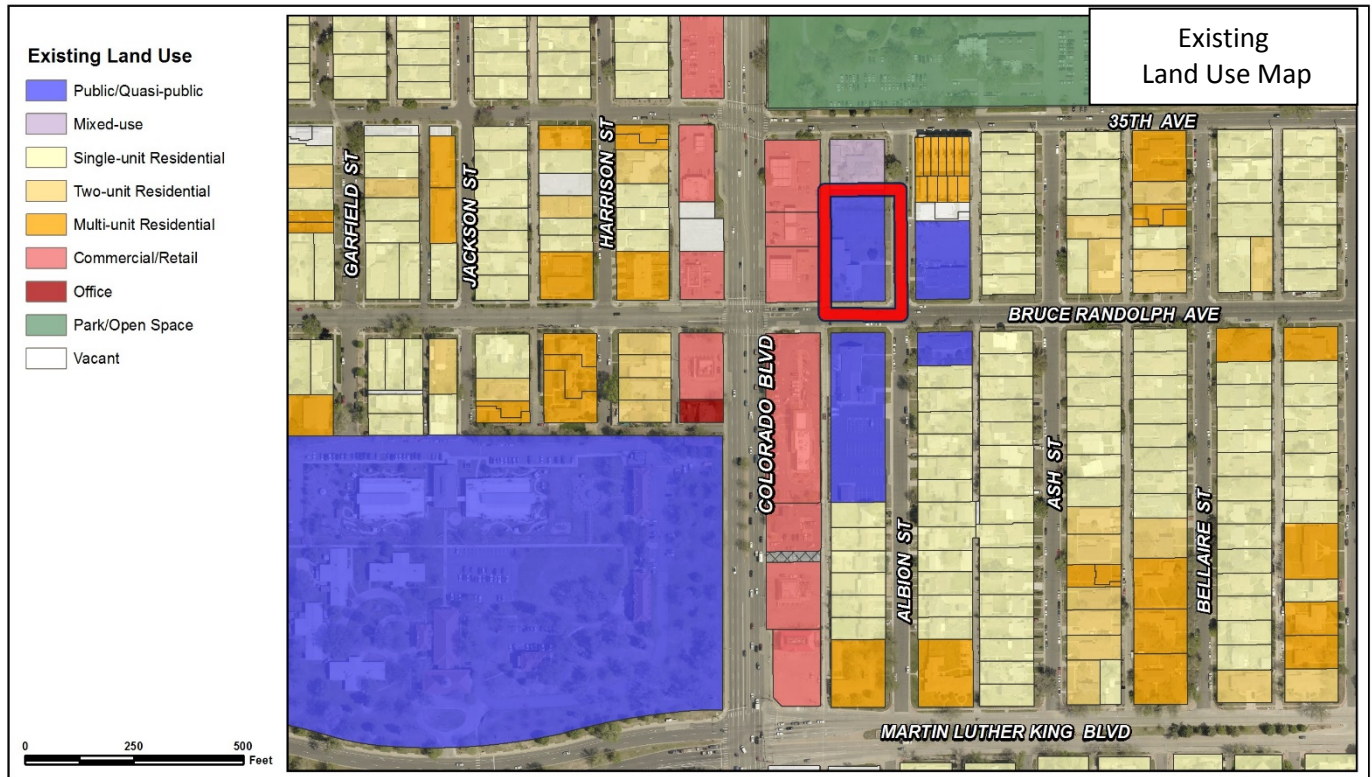 Existing
Land Use Map
Existing Land Use
Public/Quasi-public
Mixed-use
Single-unit Residential
Two-unit Residential
Multi-unit Residential
Commercial/Retail
Office
Park/Open Space
Vacant
35TH AVE
GARFIELD ST
JACKSON ST
HARRISON ST
BRUCE RANDOLPH AVE
COLORADO BLVD
ALBION ST
ASH ST
BELLAIRE ST
MARTIN LUTHER KING BLVD
0 250 500
Feet